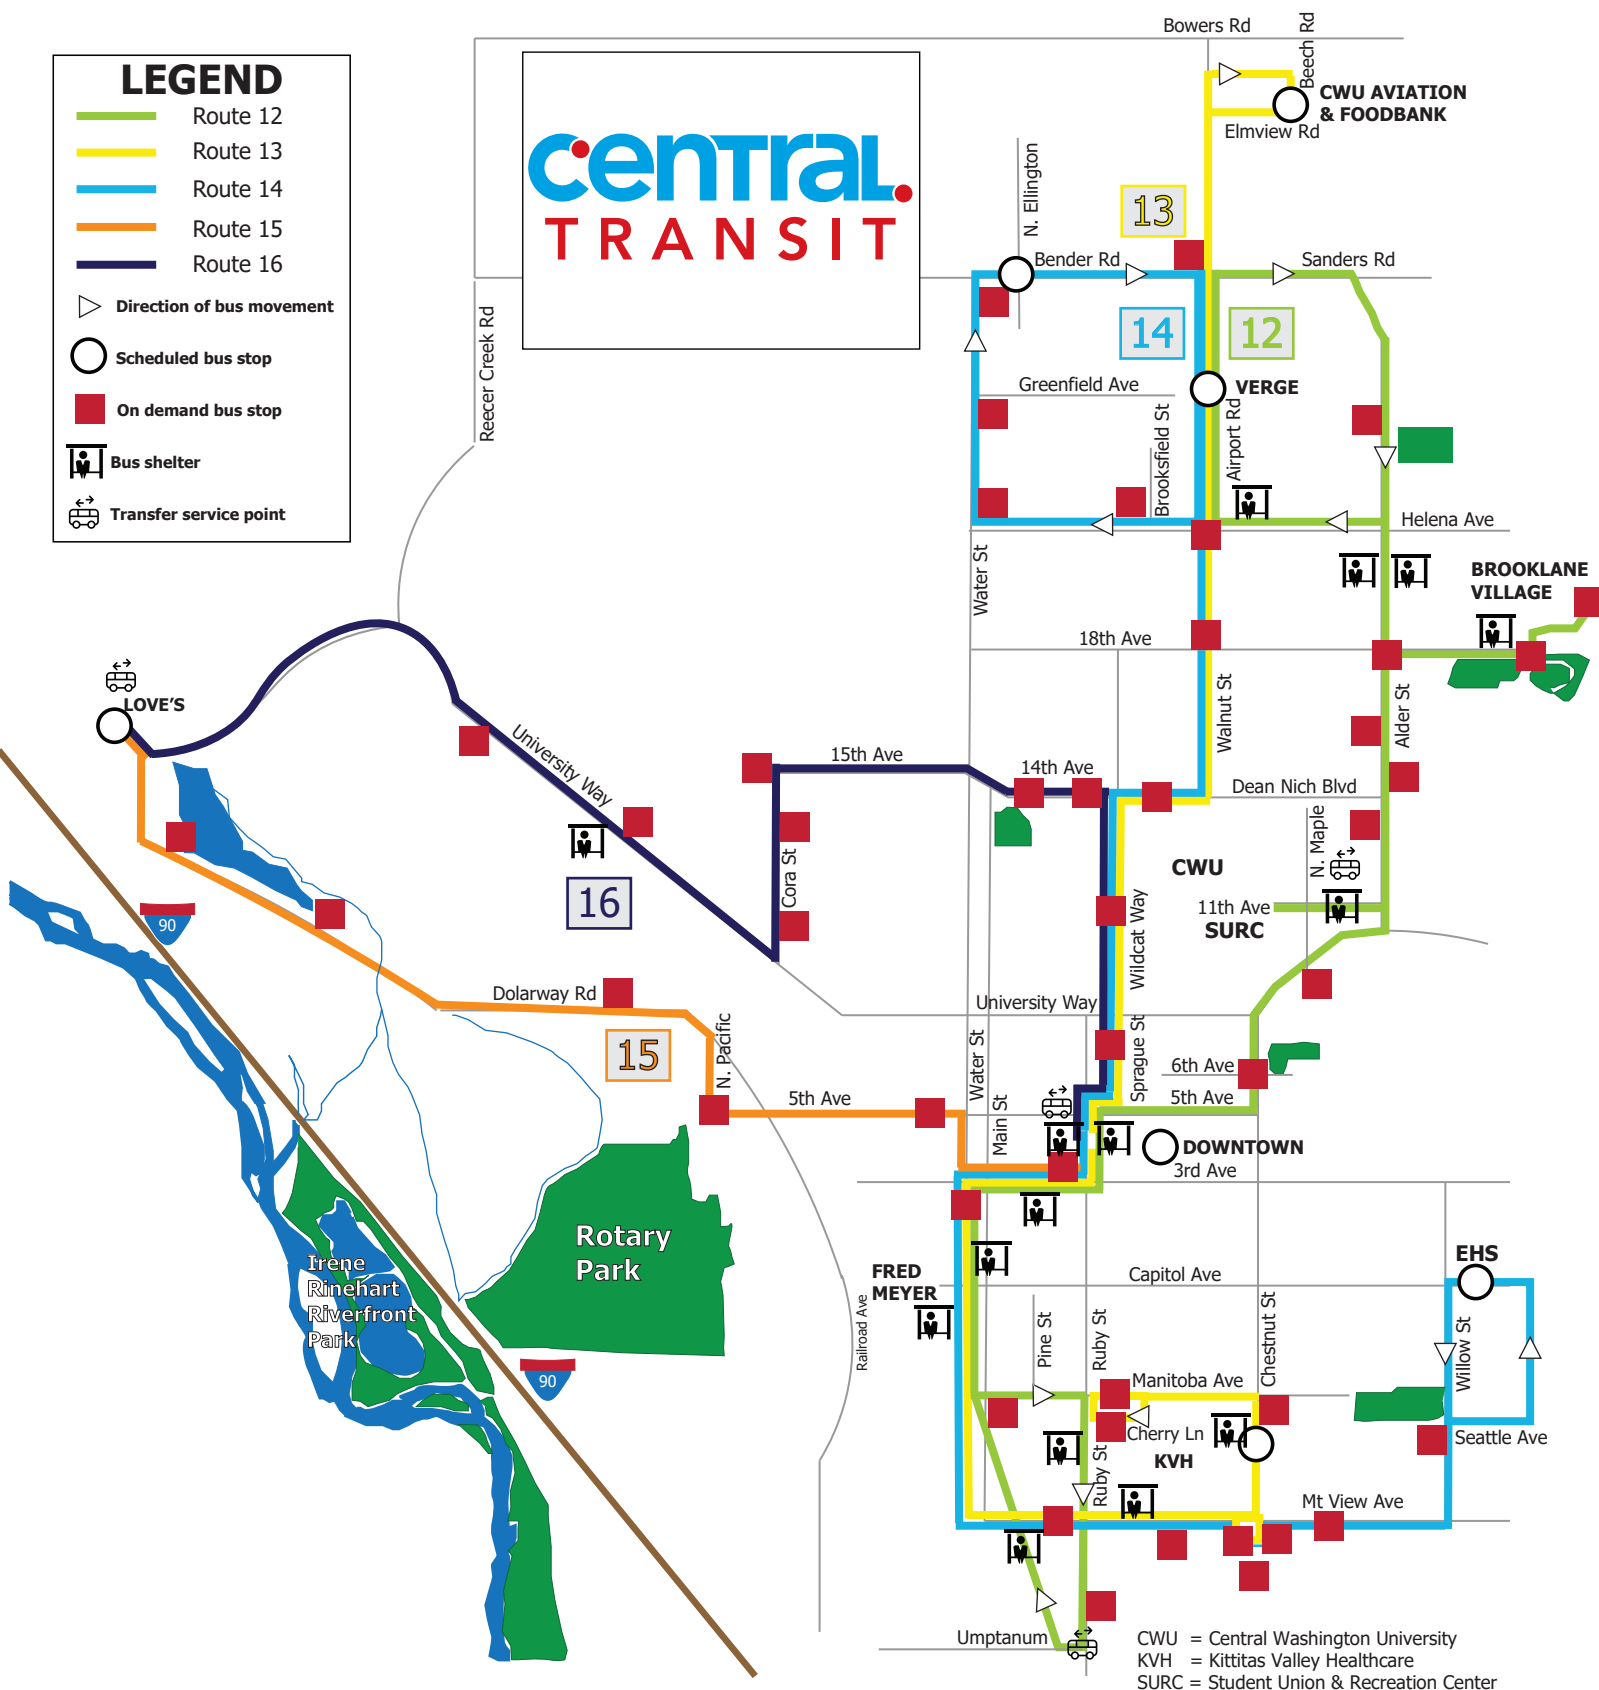 LEGEND
Route 12
Route 13
Route 14
Route 15
Route 16
Direction of bus movement
Scheduled bus stop
On demand bus stop
Bus shelter
Transfer service point
central
TRANSIT
Bowers Rd
Beech Rd
CWU AVIATION
& FOODBANK
Elmview Rd
N. Ellington
13
Bender Rd
Sanders Rd
Reecer Creek Rd
14
12
Greenfield Ave
VERGE
Brooksfield St
Airport Rd
Helena Ave
Water St
BROOKLANE
VILLAGE
18th Ave
LOVE'S
University Way
15th Ave
14th Ave
Walnut St
Alder St
Dean Nich Blvd
N. Maple
Cora St
CWU
16
Wildcat Way
11th Ave
SURC
90
Dolarway Rd
University Way
15
N. Pacific
Water St
Main St
Sprague St
6th Ave
5th Ave
5th Ave
DOWNTOWN
3rd Ave
Rotary
Park
Irene
Rinehart
Riverfront
Park
FRED
MEYER
EHS
Capitol Ave
Railroad Ave
Pine St
Ruby St
Chestnut St
Willow St
90
Manitoba Ave
Cherry Ln
KVH
Seattle Ave
Ruby St
Mt View Ave
Umptanum
CWU = Central Washington University
KVH = Kittitas Valley Healthcare
SURC = Student Union & Recreation Center